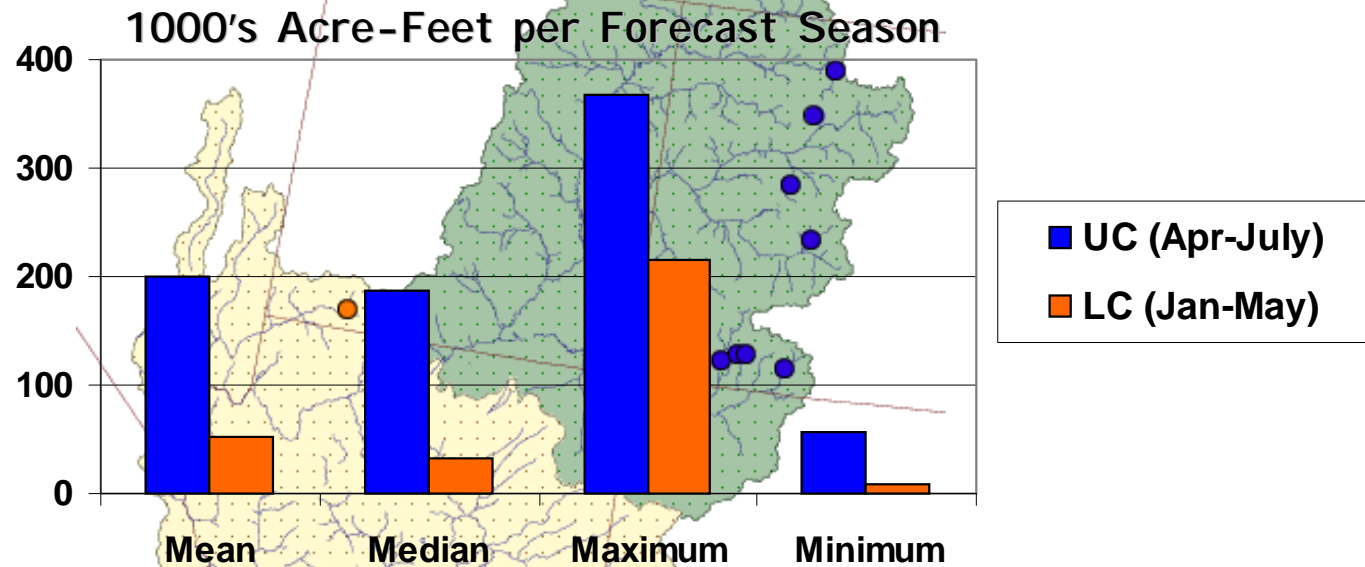 1000's Acre-Feet per Forecast Season
400
300
200
100
0
Mean Median Maximum Minimum
UC (Apr-July)
LC (Jan-May)